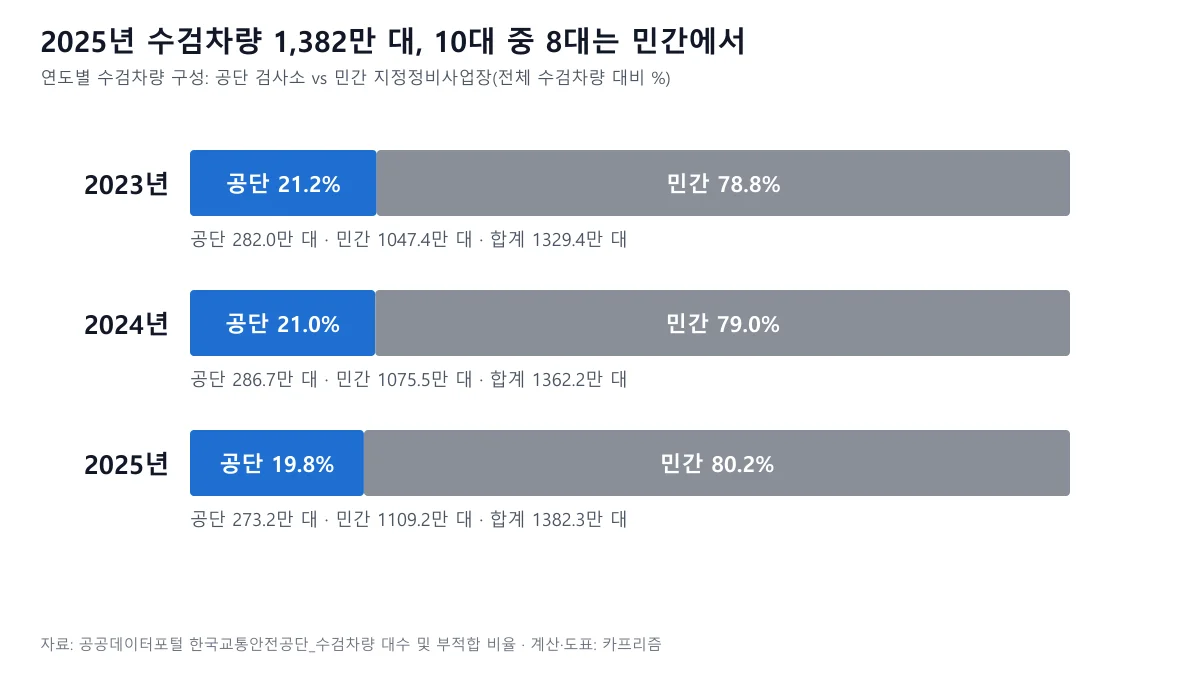 2025년 수검차량 1,382만 대, 10대 중 8대는 민간에서
연도별 수검차량 구성: 공단 검사소 vs 민간 지정정비사업장(전체 수검차량 대비 %)
2023년 공단 21.2% 민간 78.8%
공단 282.0만 대 · 민간 1047.4만 대 · 합계 1329.4만 대
2024년 공단 21.0% 민간 79.0%
공단 286.7만 대 · 민간 1075.5만 대 · 합계 1362.2만 대
2025년 공단 19.8% 민간 80.2%
공단 273.2만 대 · 민간 1109.2만 대 · 합계 1382.3만 대
자료: 공공데이터포털 한국교통안전공단_수검차량 대수 및 부적합 비율 · 계산·도표: 카프리즘